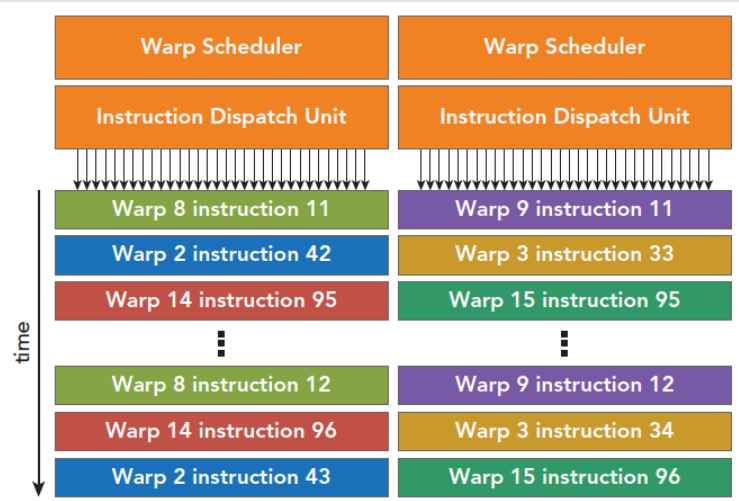 Warp Scheduler
Warp Scheduler
Instruction Dispatch Unit
Instruction Dispatch Unit
Warp 8 instruction 11
Warp 9 instruction 11
Warp 2 instruction 42
Warp 3 instruction 33
Warp 14 instruction 95
Warp 15 instruction 95
time
Warp 8 instruction 12
Warp 9 instruction 12
Warp 14 instruction 96
Warp 3 instruction 34
Warp 2 instruction 43
Warp 15 instruction 96